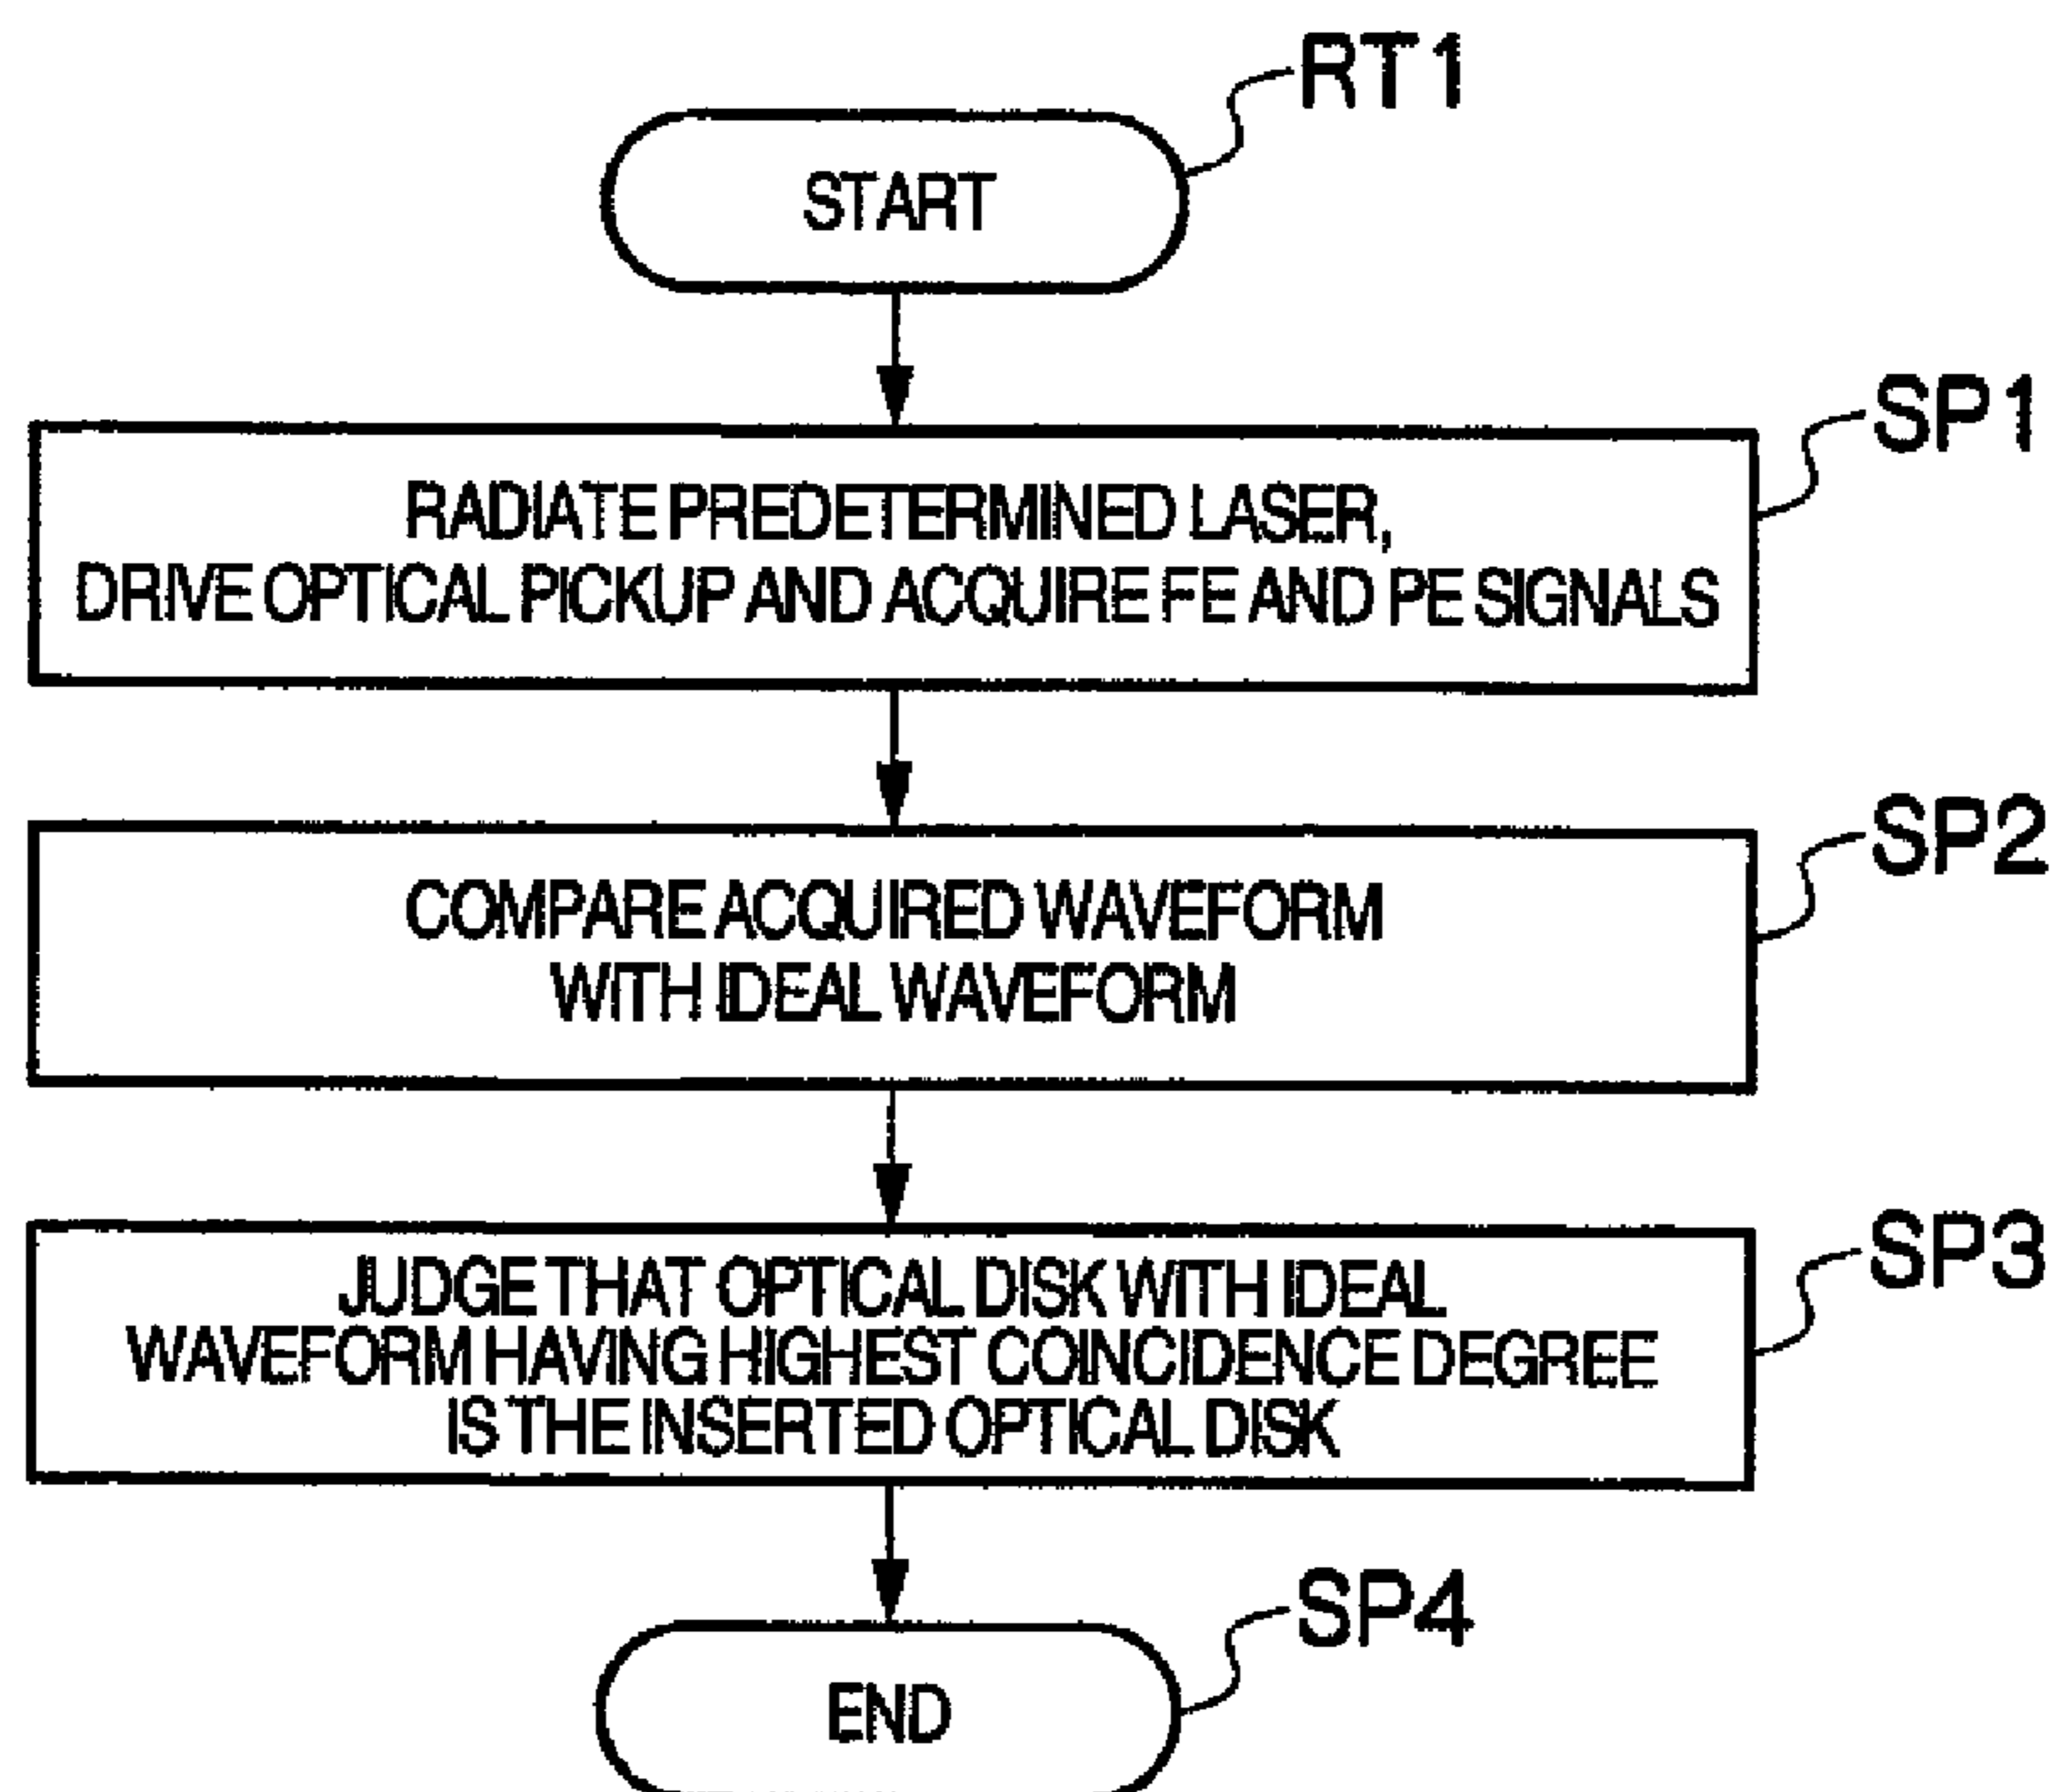 RT1
START
SP1
RADIATE PREDETERMINED LASER,
DRIVE OPTICAL PICKUP AND ACQUIRE FE AND PE SIGNALS
SP2
COMPARE ACQUIRED WAVEFORM
WITH IDEAL WAVEFORM
SP3
JUDGE THAT OPTICAL DISK WITH IDEAL
WAVEFORM HAVING HIGHEST COINCIDENCE DEGREE
IS THE INSERTED OPTICAL DISK
SP4
END